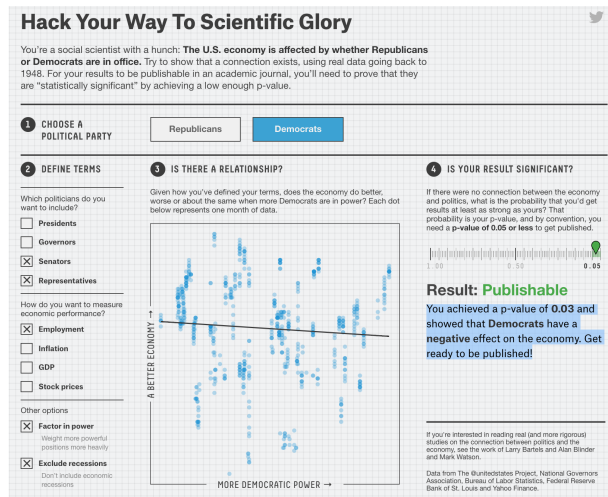 Hack Your Way To Scientific Glory
You're a social scientist with a hunch: The U.S. economy is affected by whether Republicans
or Democrats are in office. Try to show that a connection exists, using real data going back to
1948. For your results to be publishable in an academic journal, you'll need to prove that they
are "statistically significant" by achieving a low enough p-value.
1 CHOOSE A
POLITICAL PARTY
Republicans
Democrats
2 DEFINE TERMS
Which politicians do you
want to include?
Presidents
Governors
Senators
Representatives
How do you want to measure
economic performance?
Employment
Inflation
GDP
Stock prices
Other options
Factor in power
Weight more powerful
positions more heavily
Exclude recessions
Don't include economic
recessions
3 IS THERE A RELATIONSHIP?
Given how you've defined your terms, does the economy do better,
worse or about the same when more Democrats are in power? Each dot
below represents one month of data.
A BETTER ECONOMY →
MORE DEMOCRATIC POWER →
4 IS YOUR RESULT SIGNIFICANT?
If there were no connection between the economy
and politics, what is the probability that you'd get
results at least as strong as yours? That
probability is your p-value, and by convention, you
need a p-value of 0.05 or less to get published.
1.00 0.50 0.05
Result: Publishable
You achieved a p-value of 0.03 and
showed that Democrats have a
negative effect on the economy. Get
ready to be published!
If you're interested in reading real (and more rigorous)
studies on the connection between politics and the
economy, see the work of Larry Bartels and Alan Blinder
and Mark Watson.
Data from The @unitedstates Project, National Governors
Association, Bureau of Labor Statistics, Federal Reserve
Bank of St. Louis and Yahoo Finance.